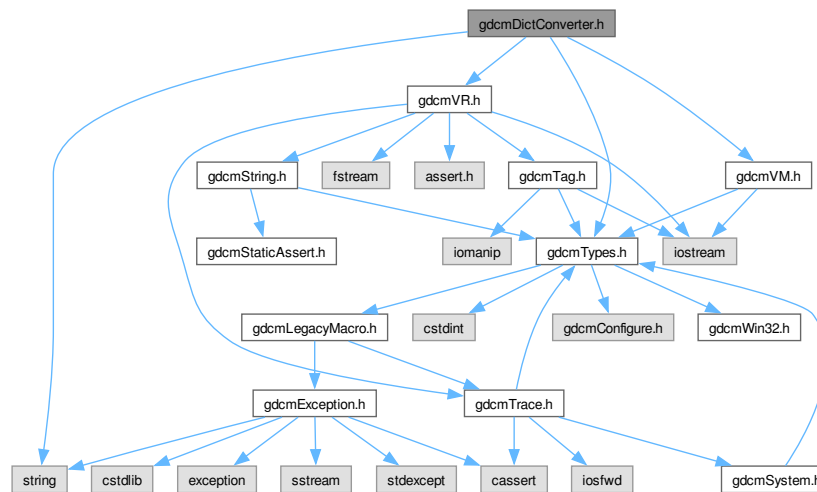 gdcmDictConverter.h
gdcmVR.h
gdcmString.h
fstream
assert.h
gdcmTag.h
gdcmVM.h
gdcmStaticAssert.h
iomanip
gdcmTypes.h
iostream
gdcmLegacyMacro.h
cstdint
gdcmConfigure.h
gdcmWin32.h
gdcmException.h
gdcmTrace.h
string
cstdlib
exception
sstream
stdexcept
cassert
iosfwd
gdcmSystem.h